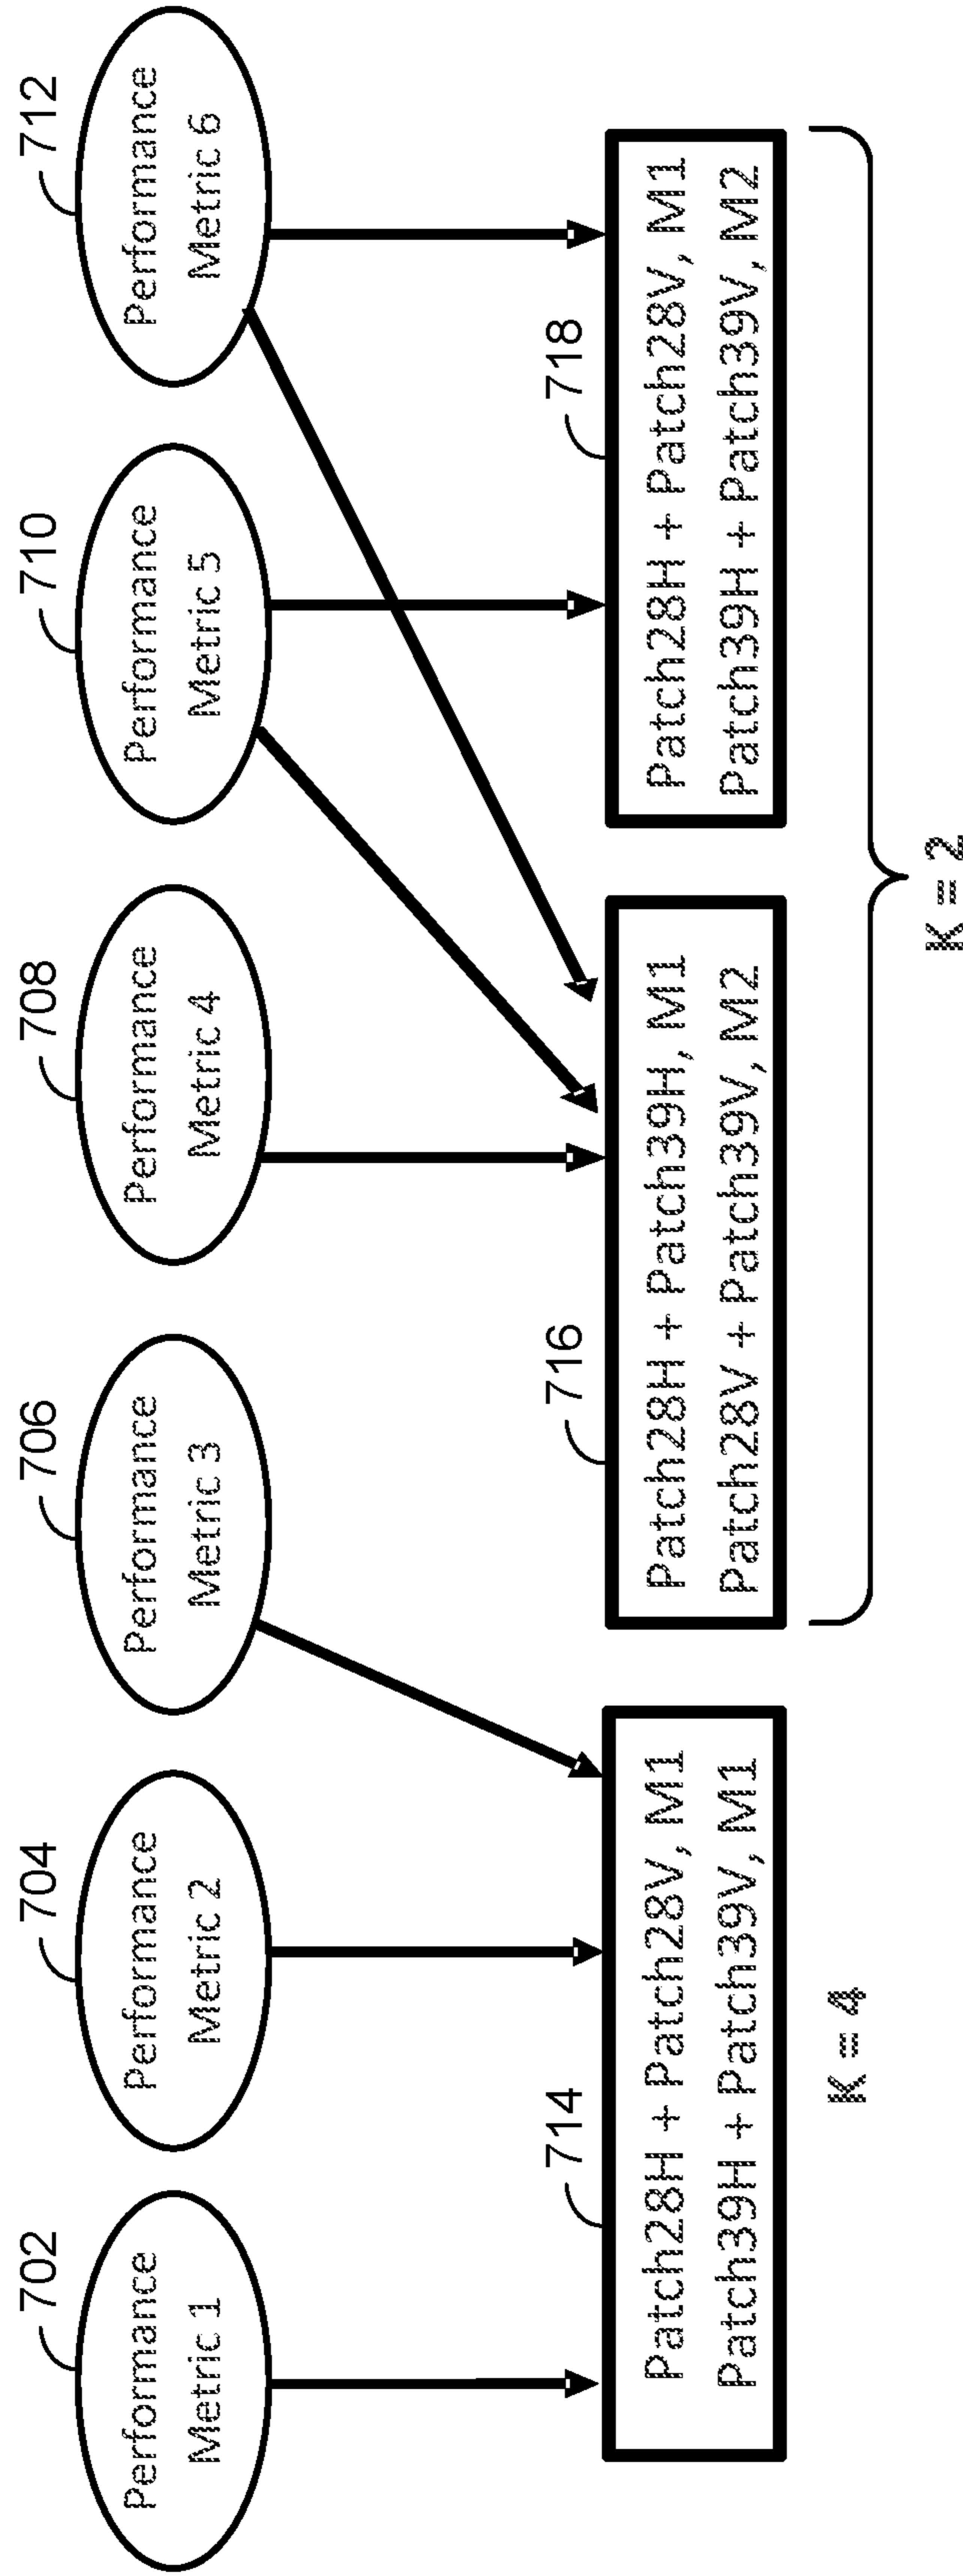 702
Performance
Metric 1
704
Performance
Metric 2
706
Performance
Metric 3
708
Performance
Metric 4
710
Performance
Metric 5
712
Performance
Metric 6
714
Patch28H + Patch28V, M1
Patch39H + Patch39V, M1
716
Patch28H + Patch39H, M1
Patch28V + Patch39V, M2
718
Patch28H + Patch28V, M1
Patch39H + Patch39V, M2
K = 4
K = 2